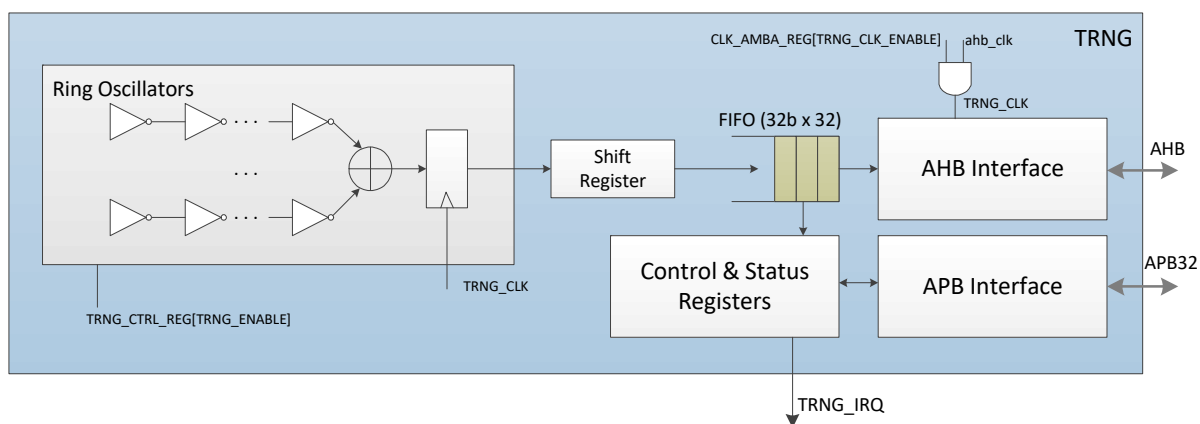 CLK_AMBA_REG[TRNG_CLK_ENABLE]
ahb_clk
TRNG
Ring Oscillators
TRNG_CLK
FIFO (32b x 32)
. . .
AHB
Shift
Register
AHB Interface
. . .
. . .
Control & Status
Registers
APB Interface
APB32
TRNG_CLK
TRNG_CTRL_REG[TRNG_ENABLE]
TRNG_IRQ